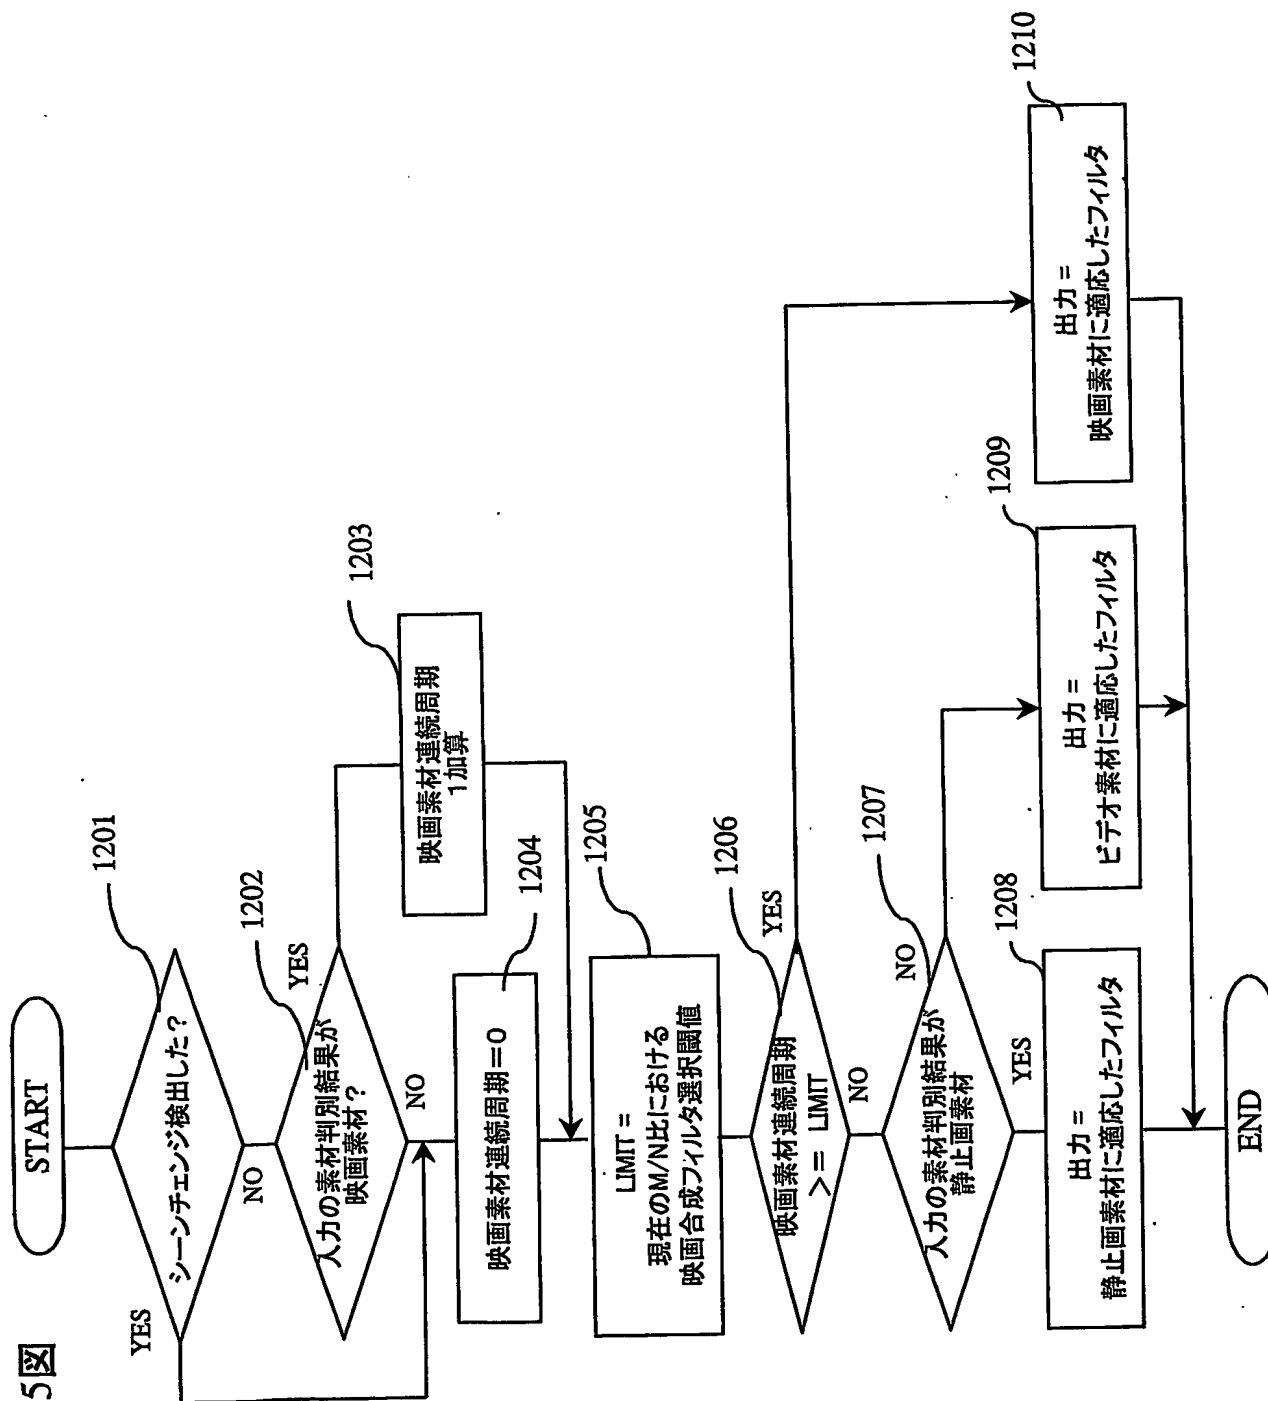 5図
START
シーンチェンジ検出した?
1201
YES
NO
入力の素材判別結果が
映画素材?
1202
YES
NO
映画素材連続周期
1加算
1203
映画素材連続周期=0
1204
LIMIT =
現在のM/N比における
映画合成フィルタ選択閾値
1205
映画素材連続周期
>= LIMIT
1206
YES
NO
入力の素材判別結果が
静止画素材
1207
NO
YES
出力 =
静止画素材に適応したフィルタ
1208
出力 =
ビデオ素材に適応したフィルタ
1209
出力 =
映画素材に適応したフィルタ
1210
END